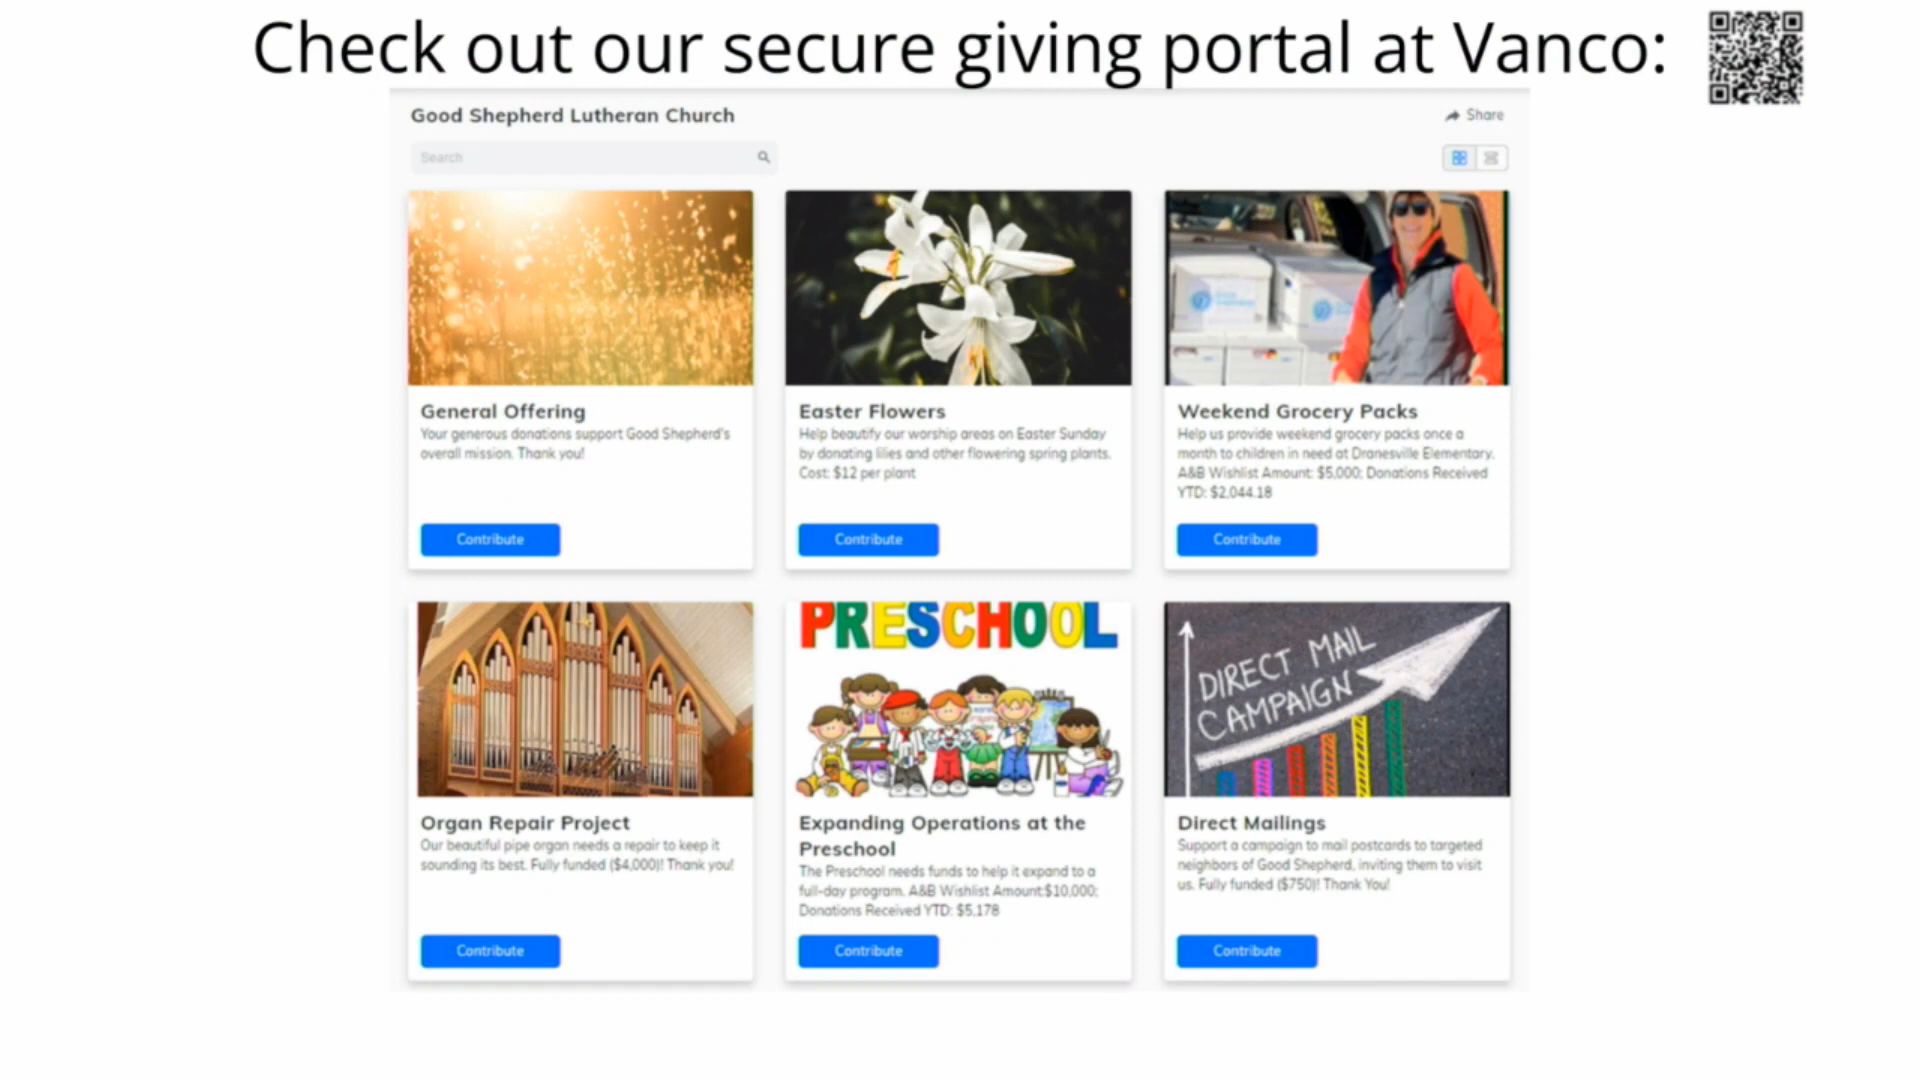 Check out our secure giving portal at Vanco:
Good Shepherd Lutheran Church
Share
Search
General Offering
Your generous donations support Good Shepherd's
overall mission. Thank you!
Contribute
Easter Flowers
Help beautify our worship areas on Easter Sunday
by donating lilies and other flowering spring plants.
Cost: $12 per plant
Contribute
Weekend Grocery Packs
Help us provide weekend grocery packs once a
month to children in need at Dranesville Elementary.
A&B Wishlist Amount: $5,000; Donations Received
YTD: $2,044.18
Contribute
Organ Repair Project
Our beautiful pipe organ needs a repair to keep it
sounding its best. Fully funded ($4,000)! Thank you!
Contribute
PRESCHOOL
Expanding Operations at the
Preschool
The Preschool needs funds to help it expand to a
full-day program. A&B Wishlist Amount:$10,000;
Donations Received YTD: $5,178
Contribute
DIRECT MAIL
CAMPAIGN
Direct Mailings
Support a campaign to mail postcards to targeted
neighbors of Good Shepherd, inviting them to visit
us. Fully funded ($750)! Thank You!
Contribute